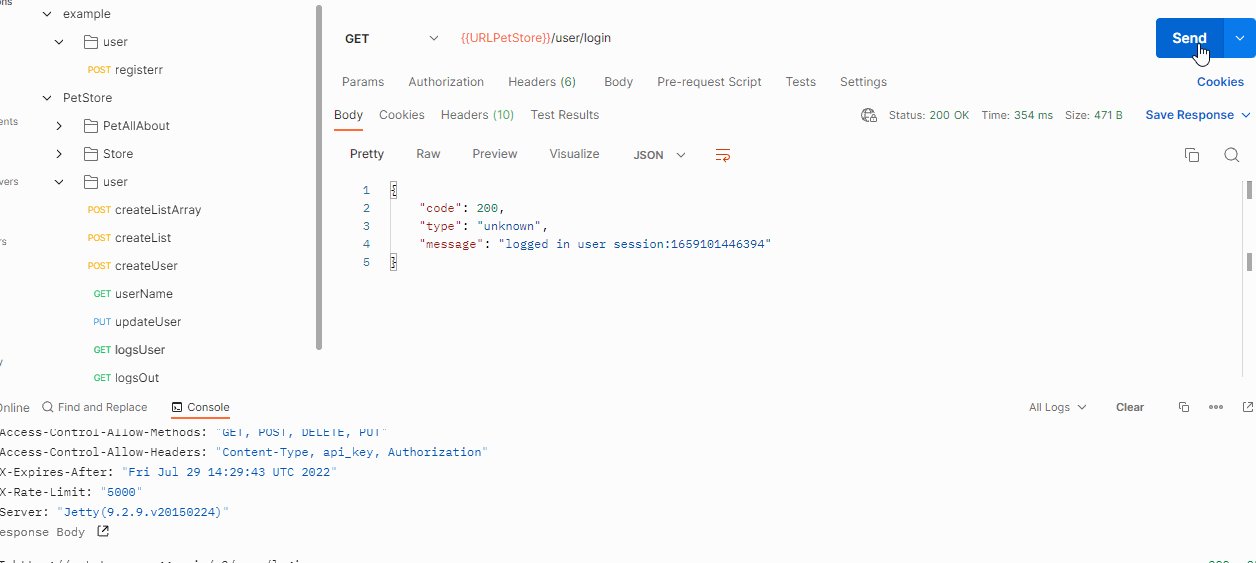 example
user
POST registerr
PetStore
PetAllAbout
Store
user
POST createListArray
POST createList
POST createUser
GET userName
PUT updateUser
GET logsUser
GET logsOut
GET {{URLPetStore}}/user/login
Send
Params Authorization Headers (6) Body Pre-request Script Tests Settings Cookies
Body Cookies Headers (10) Test Results Status: 200 OK Time: 354 ms Size: 471 B Save Response
Pretty Raw Preview Visualize JSON
1 {
2 "code": 200,
3 "type": "unknown",
4 "message": "logged in user session:1659101446394"
5 }
Online Find and Replace Console All Logs Clear
Access-Control-Allow-Methods: "GET, POST, DELETE, PUT"
Access-Control-Allow-Headers: "Content-Type, api_key, Authorization"
X-Expires-After: "Fri Jul 29 14:29:43 UTC 2022"
X-Rate-Limit: "5000"
Server: "Jetty(9.2.9.v20150224)"
esponse Body